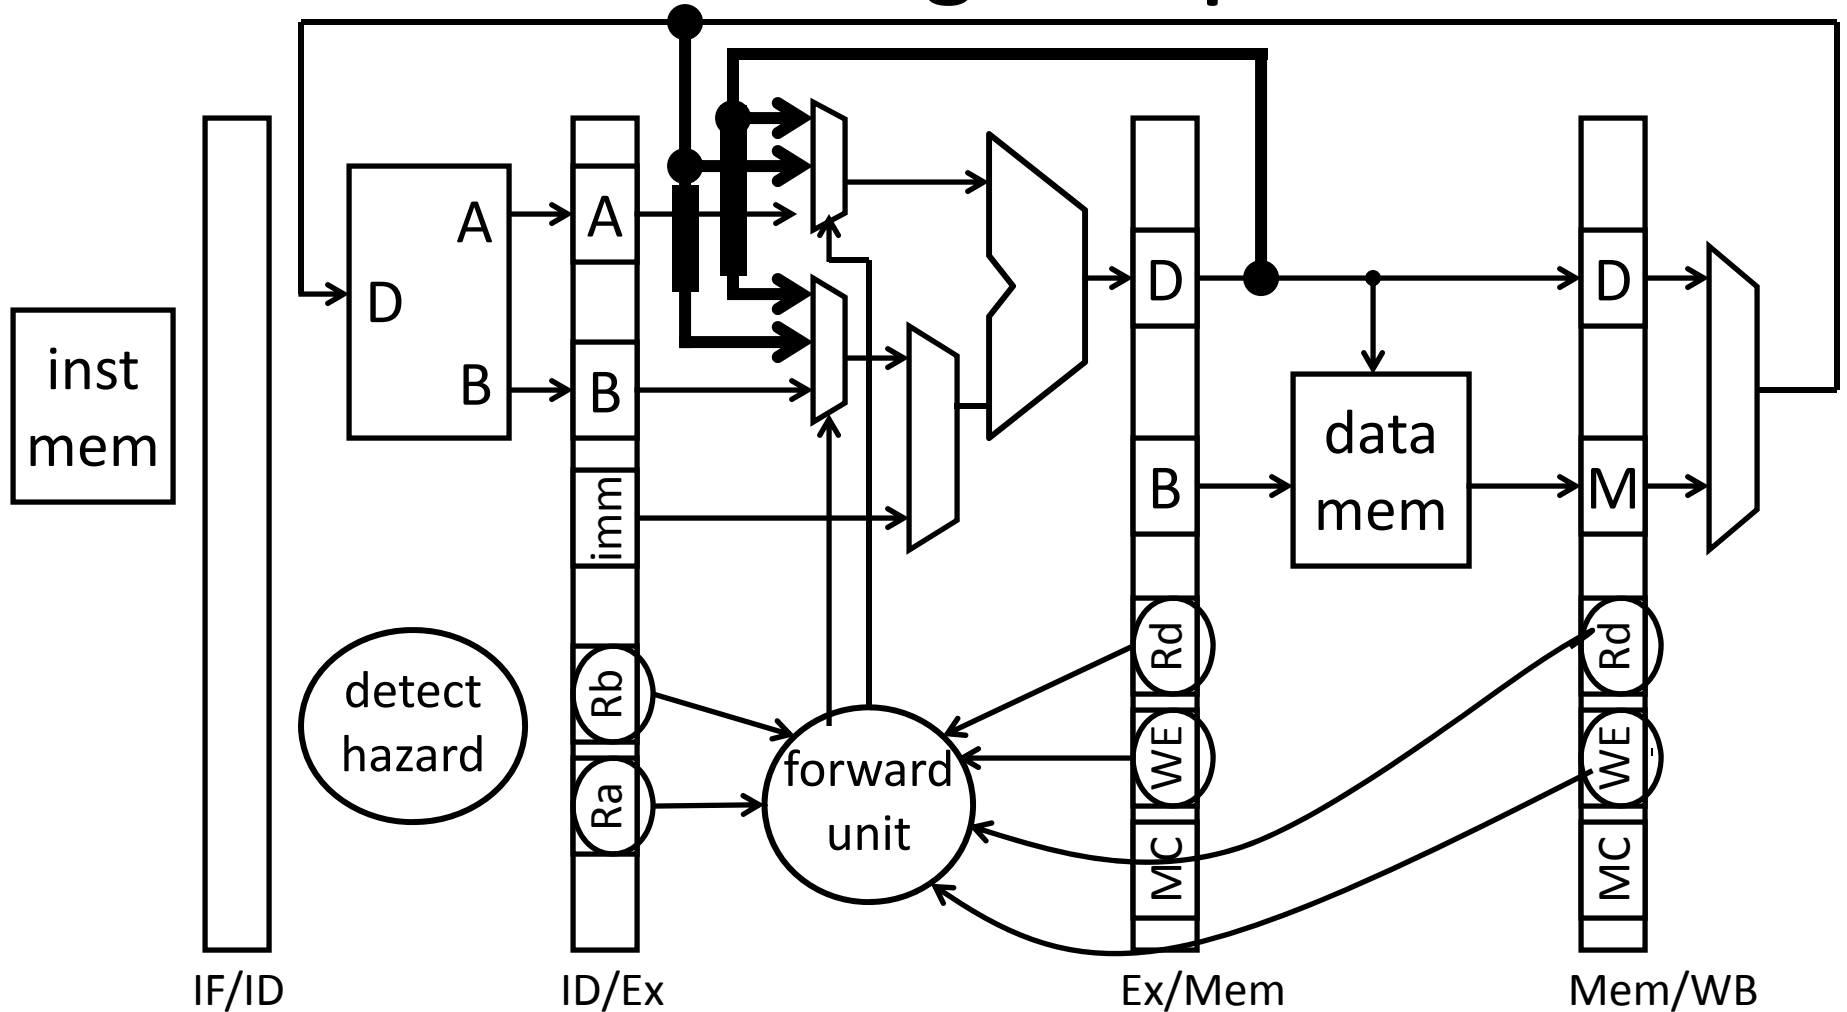 A
A
D
D
D
inst
mem
B
B
data
mem
B
M
imm
detect
hazard
Rb
Ra
forward
unit
Rd
WE
MC
Rd
WE
MC
IF/ID
ID/Ex
Ex/Mem
Mem/WB